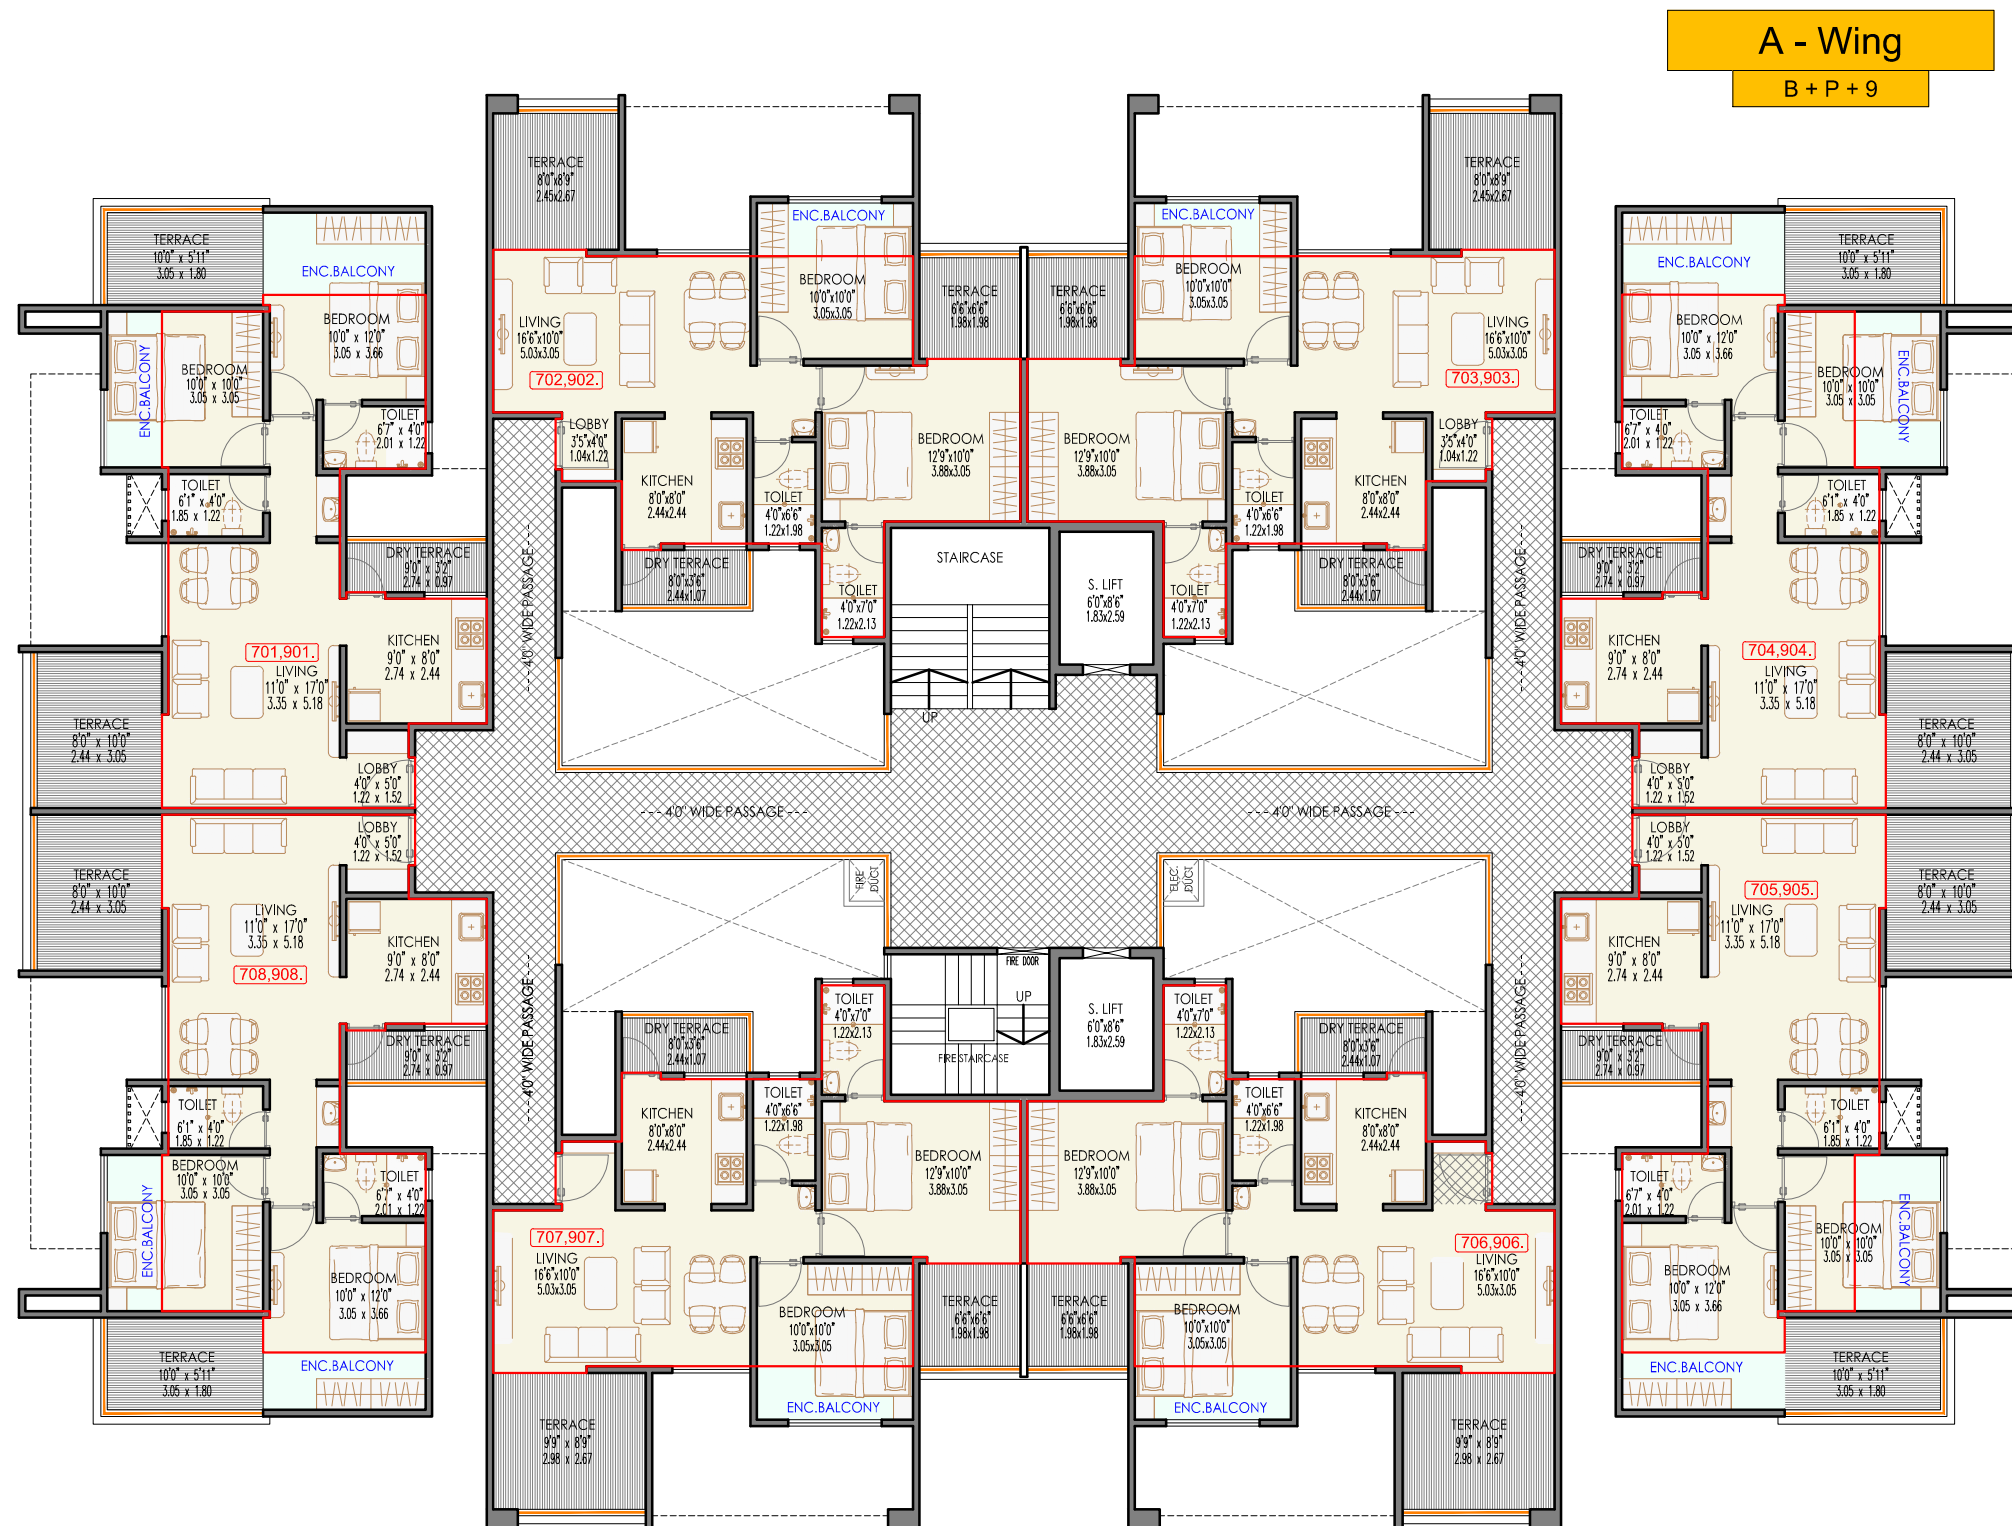 A - Wing
B + P + 9
TERRACE
8'0"x8'9"
2.45x2.67
TERRACE
8'0"x8'9"
2.45x2.67
ENC.BALCONY
BEDROOM
10'0"x10'0"
3.05x3.05
ENC.BALCONY
BEDROOM
10'0"x10'0"
3.05x3.05
TERRACE
10'0" x 5'11"
3.05 x 1.80
ENC.BALCONY
BEDROOM
10'0" x 12'0"
3.05 x 3.66
ENC.BALCONY
BEDROOM
10'0" x 10'0"
3.05 x 3.05
TOILET
6'7" x 4'0"
2.01 x 1.22
TOILET
6'1" x 4'0"
1.85 x 1.22
DRY TERRACE
9'0" x 3'2"
2.74 x 0.97
KITCHEN
9'0" x 8'0"
2.74 x 2.44
701,901.
LIVING
11'0" x 17'0"
3.35 x 5.18
TERRACE
8'0" x 10'0"
2.44 x 3.05
LOBBY
4'0" x 5'0"
1.22 x 1.52
LIVING
16'6"x10'0"
5.03x3.05
702,902.
LOBBY
3'5"x4'0"
1.04x1.22
KITCHEN
8'0"x8'0"
2.44x2.44
TOILET
4'0"x6'6"
1.22x1.98
BEDROOM
12'9"x10'0"
3.88x3.05
TERRACE
6'6"x6'6"
1.98x1.98
DRY TERRACE
8'0"x3'6"
2.44x1.07
TOILET
4'0"x7'0"
1.22x2.13
TERRACE
6'6"x6'6"
1.98x1.98
LIVING
16'6"x10'0"
5.03x3.05
703,903.
LOBBY
3'5"x4'0"
1.04x1.22
KITCHEN
8'0"x8'0"
2.44x2.44
TOILET
4'0"x6'6"
1.22x1.98
BEDROOM
12'9"x10'0"
3.88x3.05
DRY TERRACE
8'0"x3'6"
2.44x1.07
TOILET
4'0"x7'0"
1.22x2.13
STAIRCASE
UP
S. LIFT
6'0"x8'6"
1.83x2.59
TERRACE
10'0" x 5'11"
3.05 x 1.80
ENC.BALCONY
BEDROOM
10'0" x 12'0"
3.05 x 3.66
BEDROOM
10'0" x 10'0"
3.05 x 3.05
ENC.BALCONY
TOILET
6'7" x 4'0"
2.01 x 1.22
TOILET
6'1" x 4'0"
1.85 x 1.22
DRY TERRACE
9'0" x 3'2"
2.74 x 0.97
KITCHEN
9'0" x 8'0"
2.74 x 2.44
704,904.
LIVING
11'0" x 17'0"
3.35 x 5.18
TERRACE
8'0" x 10'0"
2.44 x 3.05
LOBBY
4'0" x 5'0"
1.22 x 1.52
4'0" WIDE PASSAGE
4'0" WIDE PASSAGE
4'0" WIDE PASSAGE
4'0" WIDE PASSAGE
4'0" WIDE PASSAGE
4'0" WIDE PASSAGE
LOBBY
4'0" x 5'0"
1.22 x 1.52
TERRACE
8'0" x 10'0"
2.44 x 3.05
LIVING
11'0" x 17'0"
3.35 x 5.18
708,908.
KITCHEN
9'0" x 8'0"
2.74 x 2.44
DRY TERRACE
9'0" x 3'2"
2.74 x 0.97
TOILET
6'1" x 4'0"
1.85 x 1.22
BEDROOM
10'0" x 10'0"
3.05 x 3.05
ENC.BALCONY
TOILET
6'7" x 4'0"
2.01 x 1.22
BEDROOM
10'0" x 12'0"
3.05 x 3.66
ENC.BALCONY
TERRACE
10'0" x 5'11"
3.05 x 1.80
FIRE
DUCT
ELEC.
DUCT
FIRE DOOR
UP
FIRE STAIRCASE
S. LIFT
6'0"x8'6"
1.83x2.59
TOILET
4'0"x7'0"
1.22x2.13
DRY TERRACE
8'0"x3'6"
2.44x1.07
KITCHEN
8'0"x8'0"
2.44x2.44
TOILET
4'0"x6'6"
1.22x1.98
BEDROOM
12'9"x10'0"
3.88x3.05
707,907.
LIVING
16'6"x10'0"
5.03x3.05
BEDROOM
10'0"x10'0"
3.05x3.05
ENC.BALCONY
TERRACE
6'6"x6'6"
1.98x1.98
TERRACE
9'9" x 8'9"
2.98 x 2.67
TOILET
4'0"x7'0"
1.22x2.13
DRY TERRACE
8'0"x3'6"
2.44x1.07
TOILET
4'0"x6'6"
1.22x1.98
KITCHEN
8'0"x8'0"
2.44x2.44
BEDROOM
12'9"x10'0"
3.88x3.05
706,906.
LIVING
16'6"x10'0"
5.03x3.05
TERRACE
6'6"x6'6"
1.98x1.98
BEDROOM
10'0"x10'0"
3.05x3.05
ENC.BALCONY
TERRACE
9'9" x 8'9"
2.98 x 2.67
LOBBY
4'0" x 5'0"
1.22 x 1.52
705,905.
LIVING
11'0" x 17'0"
3.35 x 5.18
TERRACE
8'0" x 10'0"
2.44 x 3.05
KITCHEN
9'0" x 8'0"
2.74 x 2.44
DRY TERRACE
9'0" x 3'2"
2.74 x 0.97
TOILET
6'1" x 4'0"
1.85 x 1.22
TOILET
6'7" x 4'0"
2.01 x 1.22
BEDROOM
10'0" x 10'0"
3.05 x 3.05
ENC.BALCONY
BEDROOM
10'0" x 12'0"
3.05 x 3.66
ENC.BALCONY
TERRACE
10'0" x 5'11"
3.05 x 1.80